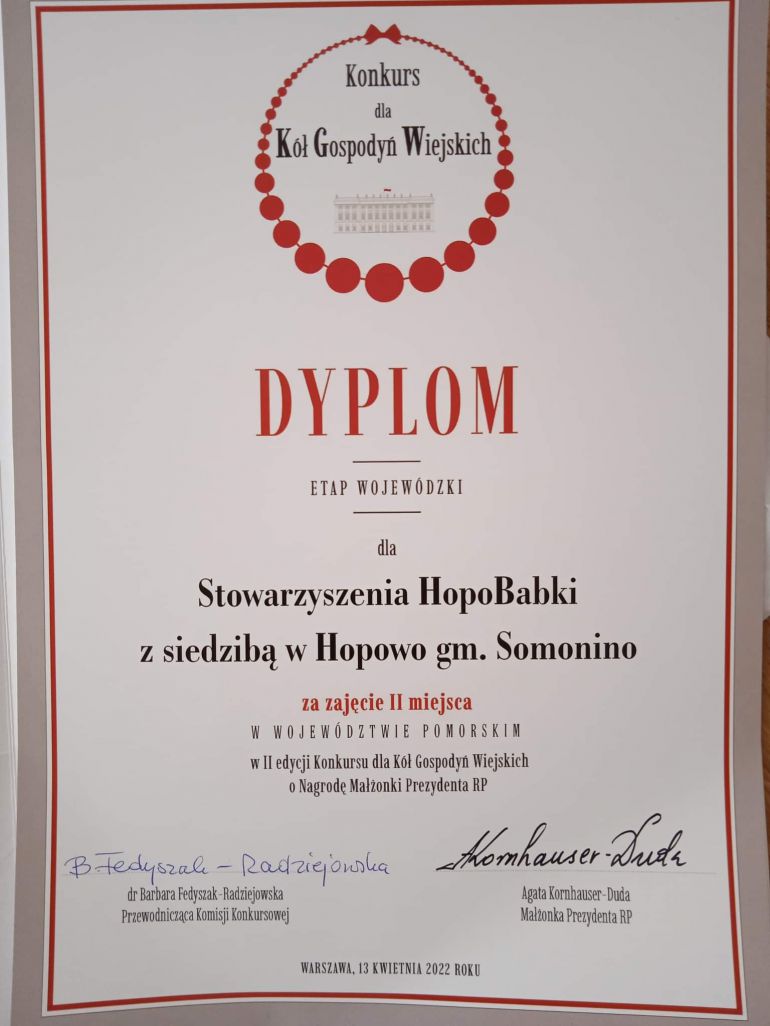 Konkurs
dla
Kół Gospodyń Wiejskich
DYPLOM
ETAP WOJEWÓDZKI
dla
Stowarzyszenia HopoBabki
z siedzibą w Hopowo gm. Somonino
za zajęcie II miejsca
W WOJEWÓDZTWIE POMORSKIM
w II edycji Konkursu dla Kół Gospodyń Wiejskich
o Nagrodę Małżonki Prezydenta RP
B. Fedyszak-Radziejowska
AKornhauser-Duda
dr Barbara Fedyszak-Radziejowska
Przewodnicząca Komisji Konkursowej
Agata Kornhauser-Duda
Małżonka Prezydenta RP
WARSZAWA, 13 KWIETNIA 2022 ROKU